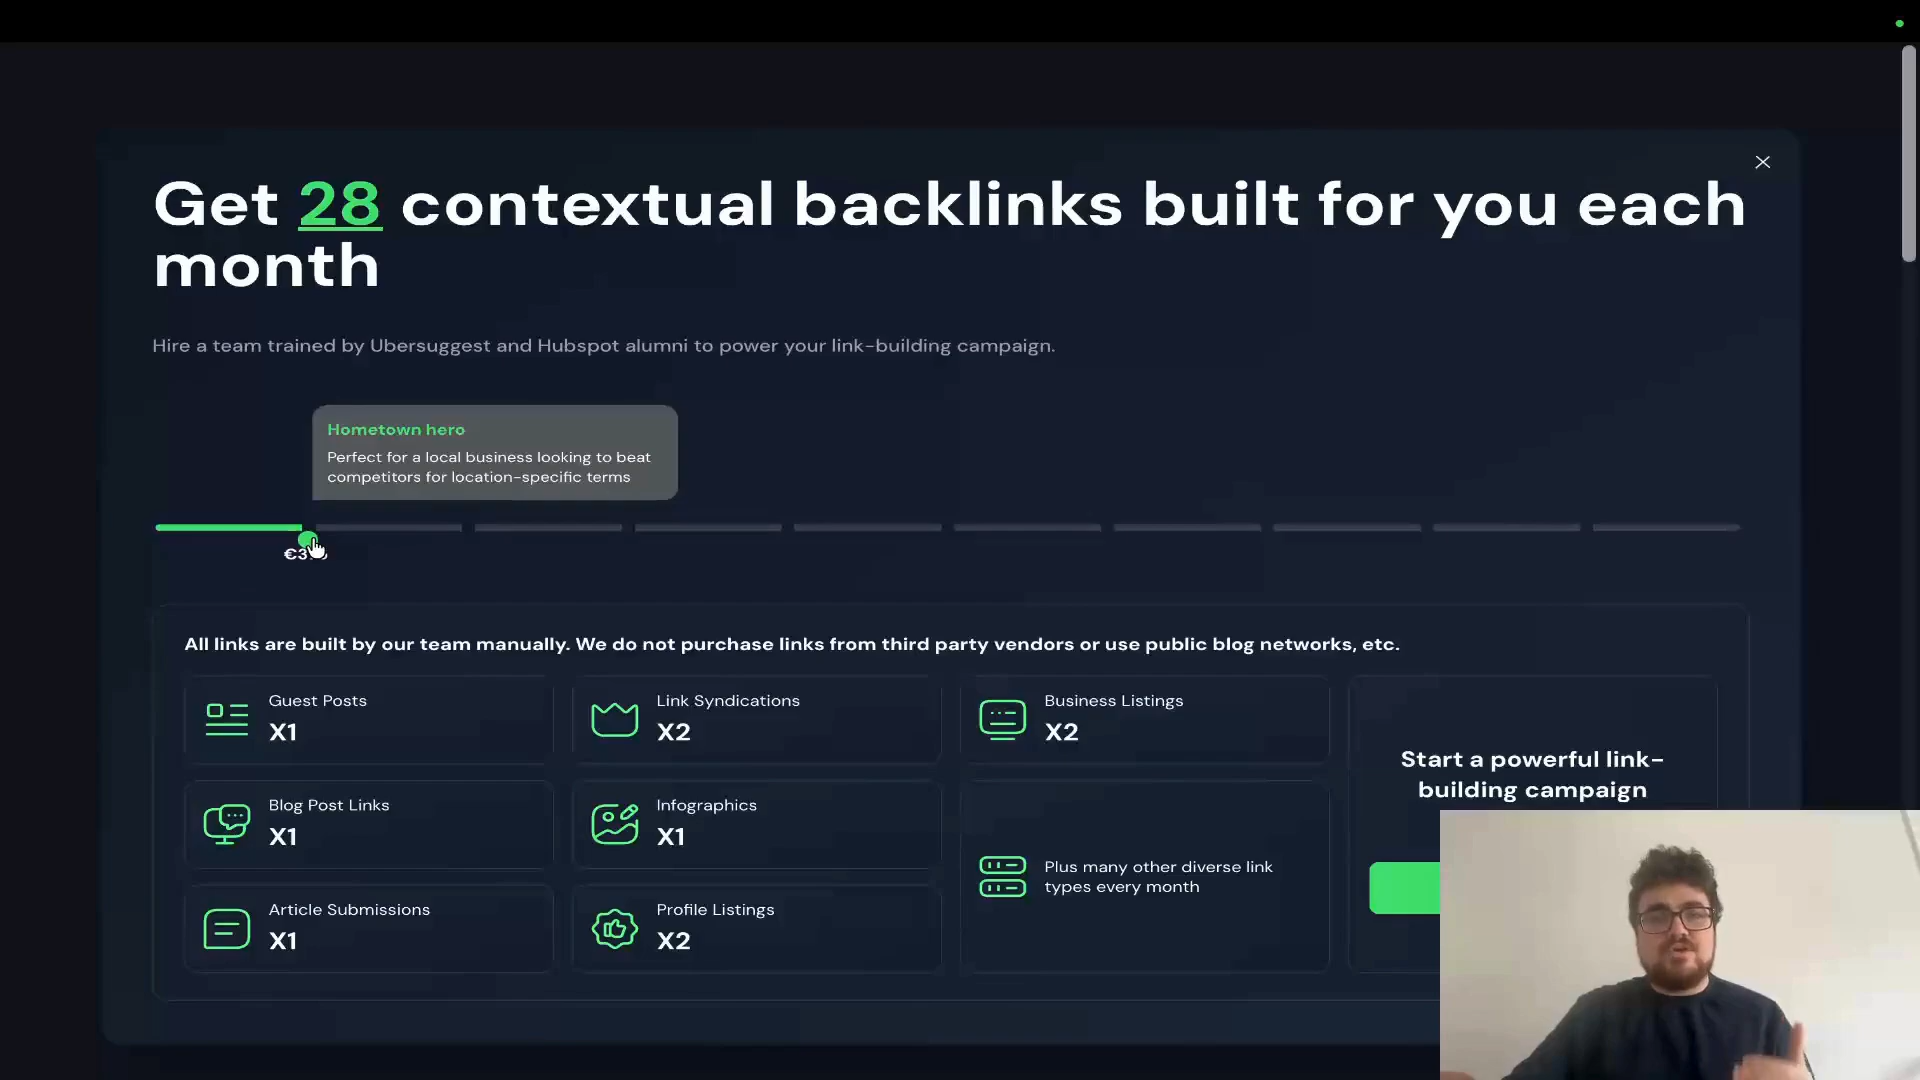 Get 28 contextual backlinks built for you each
month
Hire a team trained by Ubersuggest and Hubspot alumni to power your link-building campaign.
Hometown hero
Perfect for a local business looking to beat
competitors for location-specific terms
All links are built by our team manually. We do not purchase links from third party vendors or use public blog networks, etc.
Guest Posts
X1
Link Syndications
X2
Business Listings
X2
Blog Post Links
X1
Infographics
X1
Plus many other diverse link
types every month
Article Submissions
X1
Profile Listings
X2
Start a powerful link-
building campaign